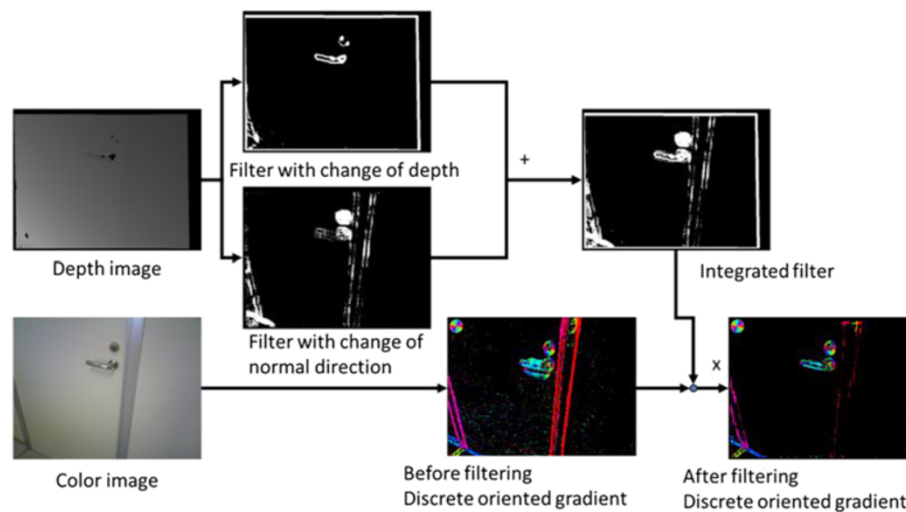 Filter with change of depth
+
Depth image
Integrated filter
Filter with change of
normal direction
x
Color image
Before filtering
Discrete oriented gradient
After filtering
Discrete oriented gradient